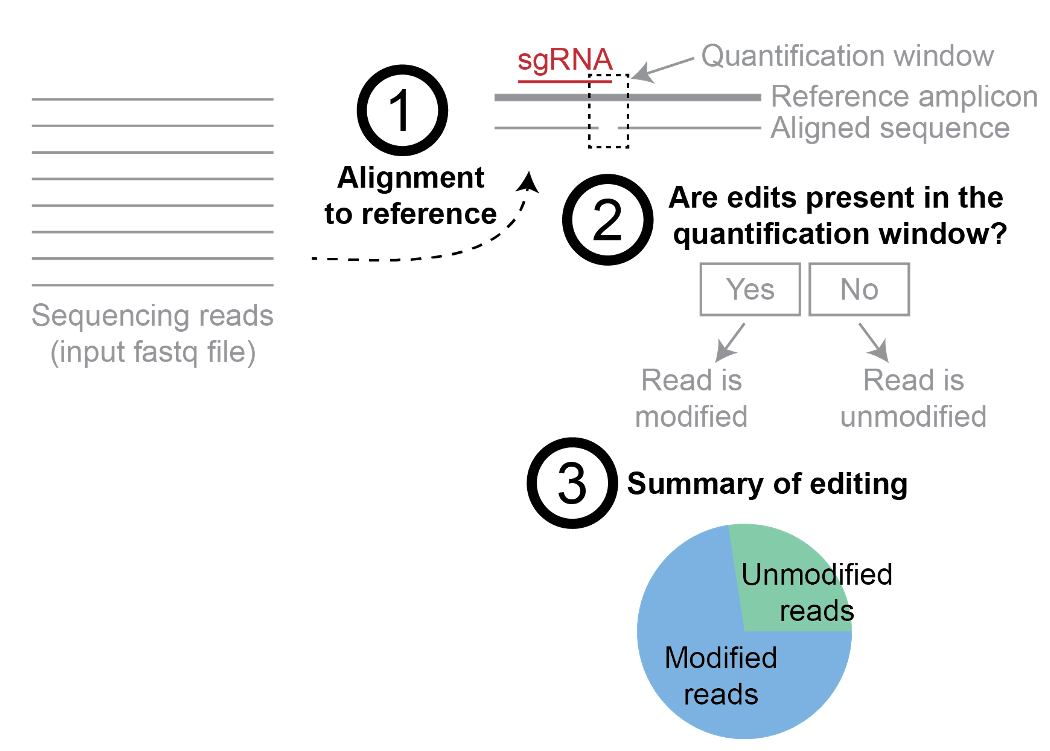 1
Alignment
to reference
Sequencing reads
(input fastq file)
sgRNA
Quantification window
Reference amplicon
Aligned sequence
2
Are edits present in the
quantification window?
Yes
No
Read is
modified
Read is
unmodified
3
Summary of editing
Unmodified
reads
Modified
reads